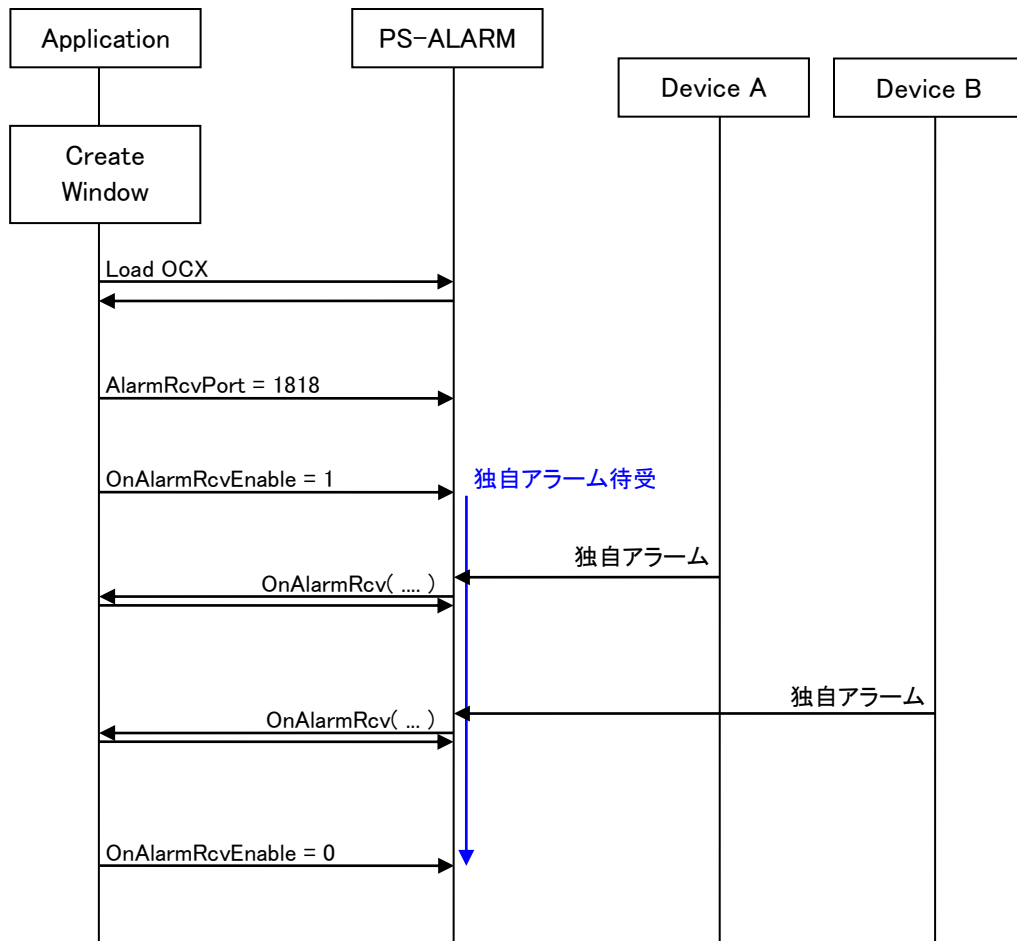 Application
PS-ALARM
Device A
Device B
Create
Window
Load OCX
AlarmRcvPort = 1818
OnAlarmRcvEnable = 1
独自アラーム待受
独自アラーム
OnAlarmRcv( .... )
独自アラーム
OnAlarmRcv( ... )
OnAlarmRcvEnable = 0